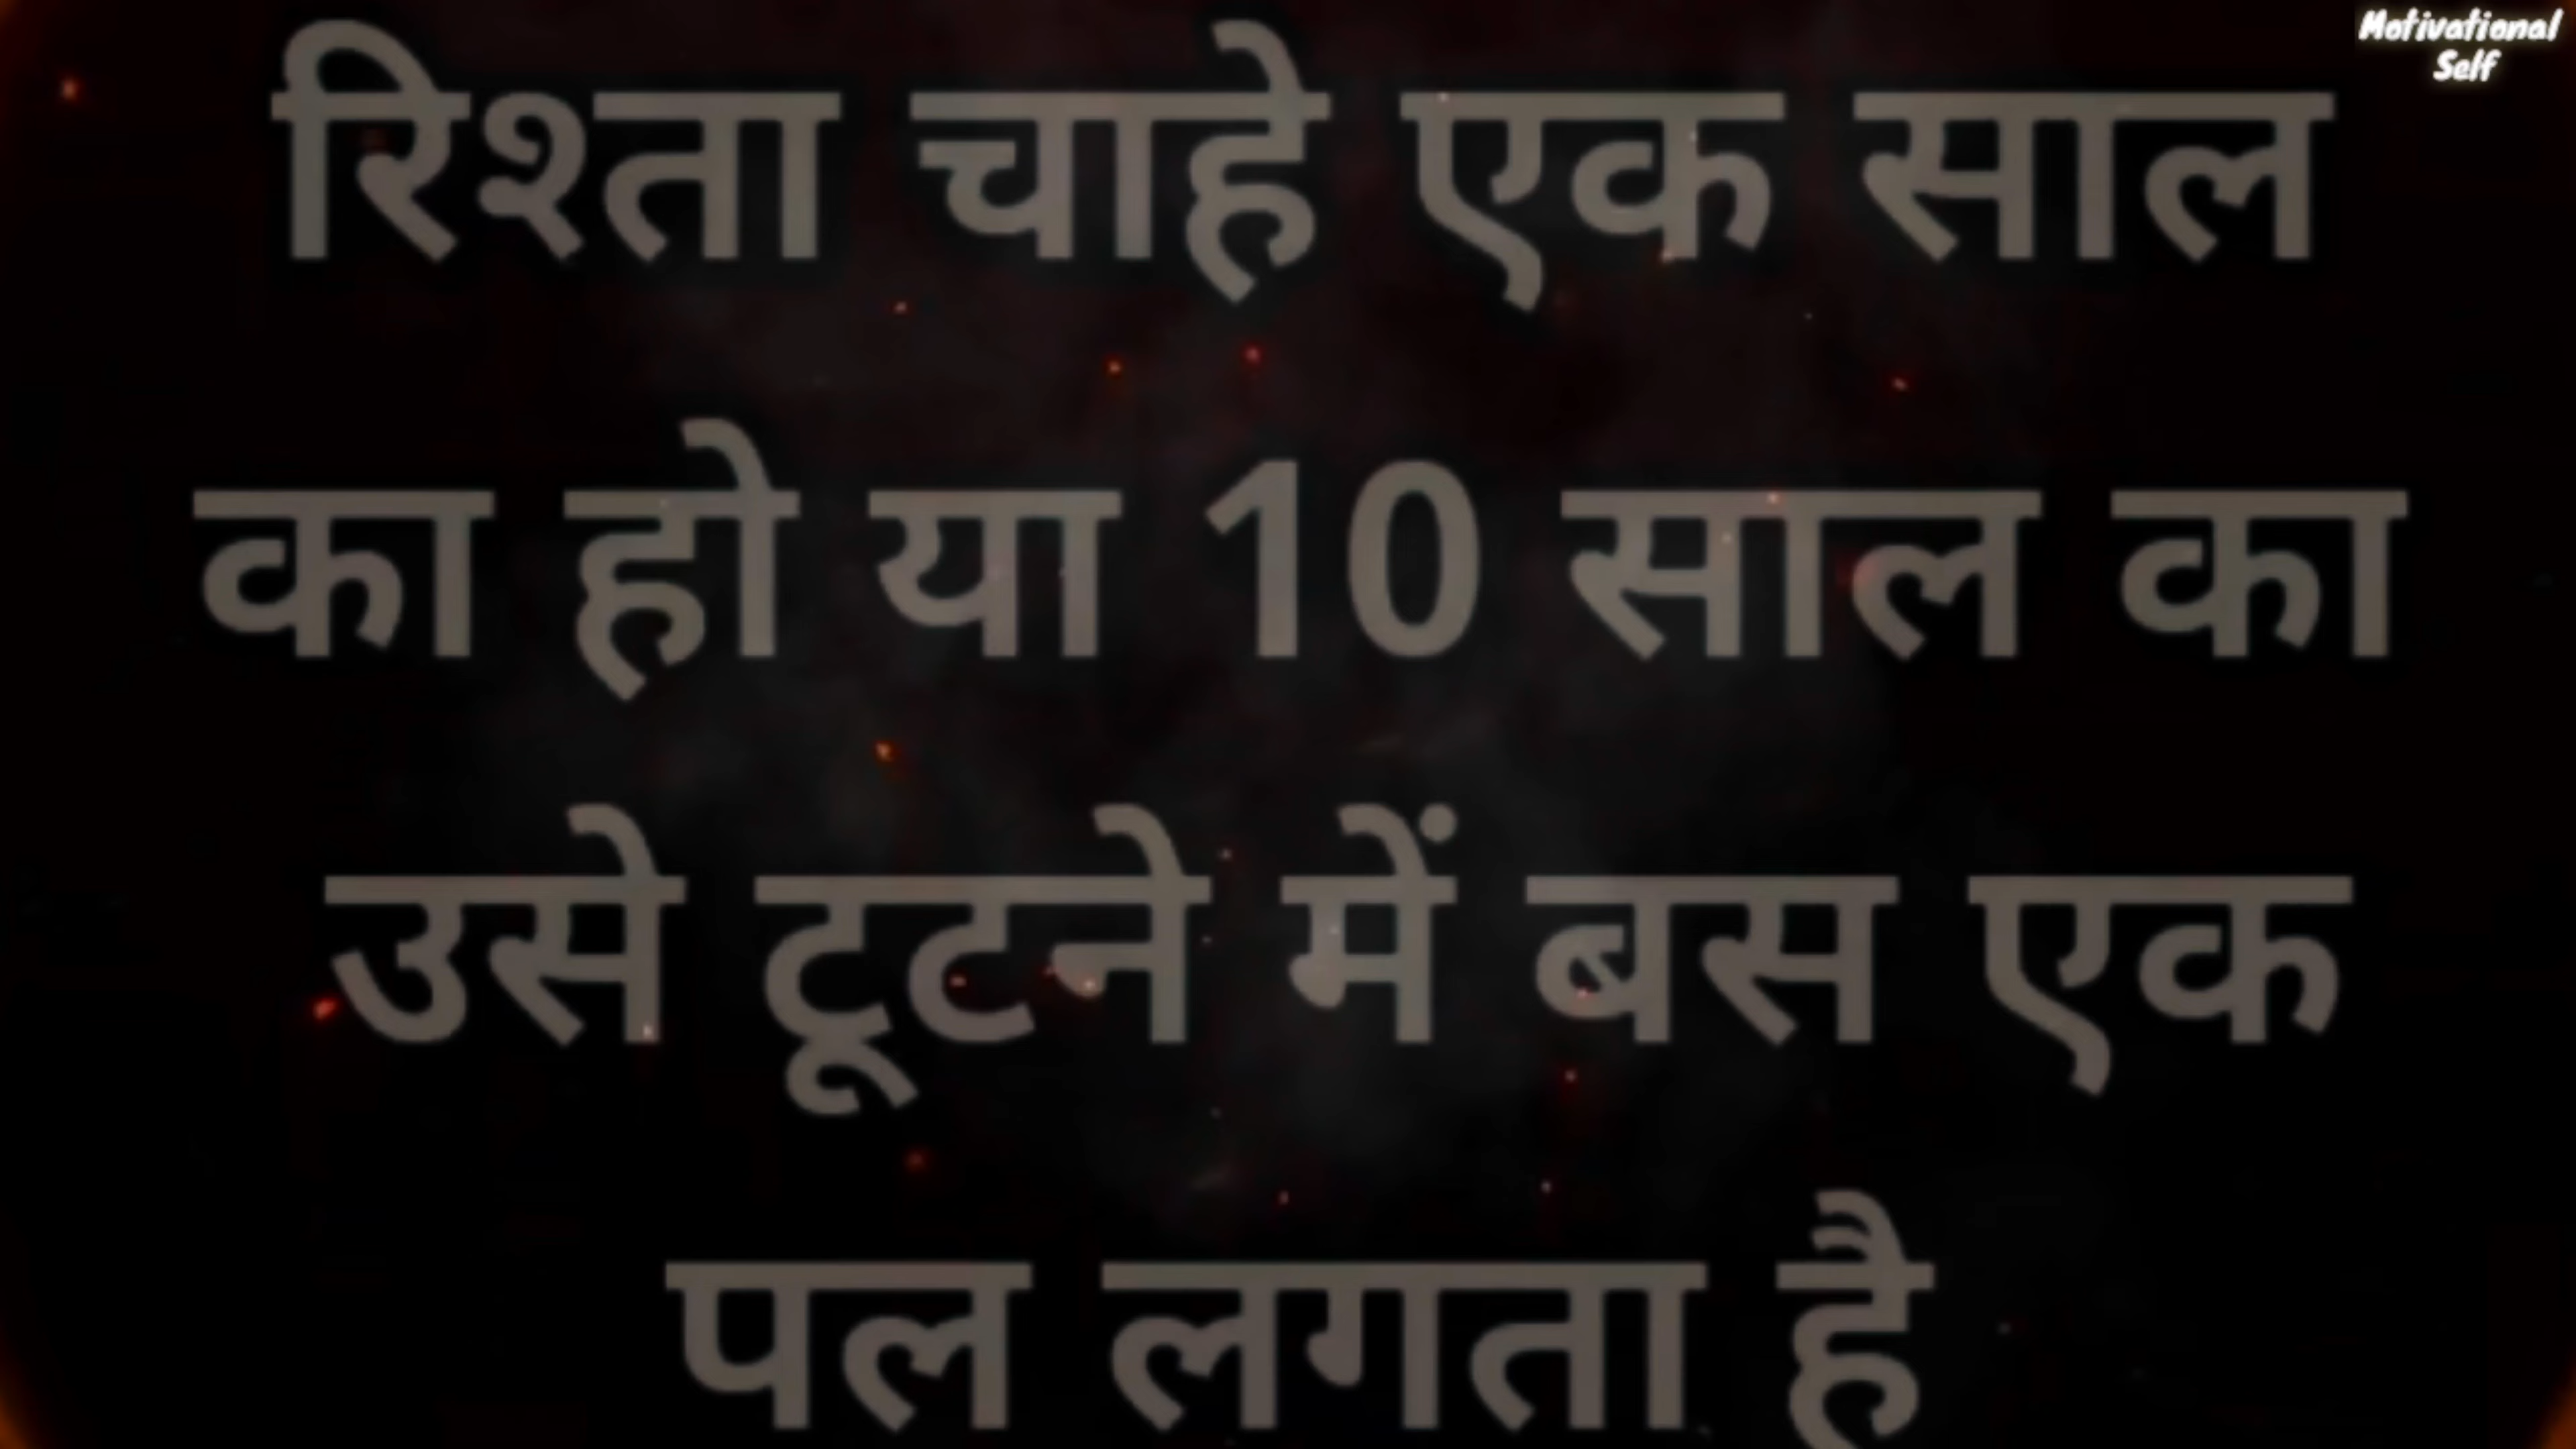 Motivational
Self
रिश्ता चाहे एक साल
का हो या 10 साल का
उसे टूटने में बस एक
पल लगता है